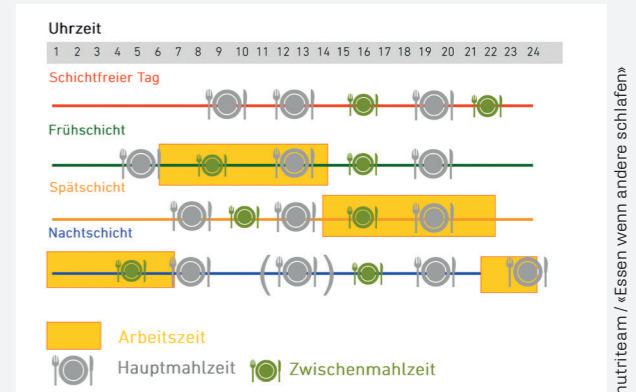 Uhrzeit
1 2 3 4 5 6 7 8 9 10 11 12 13 14 15 16 17 18 19 20 21 22 23 24
Schichtfreier Tag
Frühschicht
Spätschicht
Nachtschicht
( )
Arbeitszeit
Hauptmahlzeit Zwischenmahlzeit
nutriteam / «Essen wenn andere schlafen»